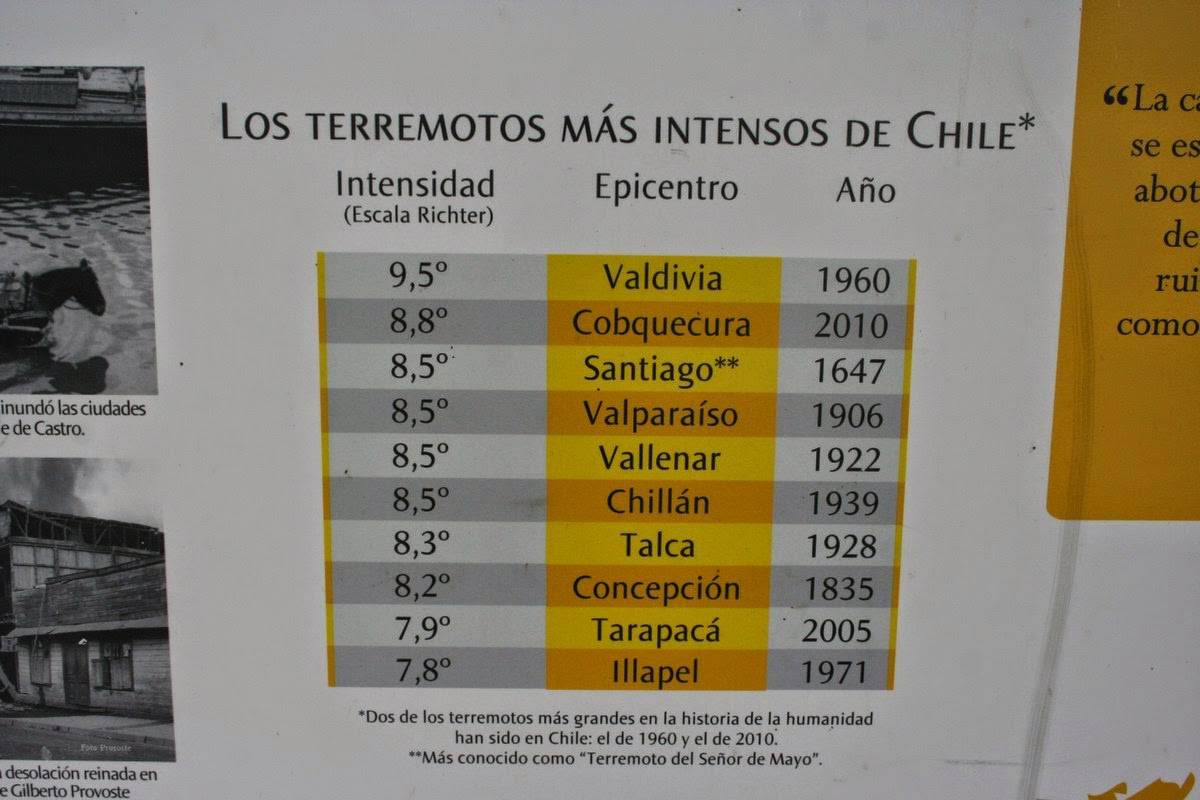 LOS TERREMOTOS MÁS INTENSOS DE CHILE*
Intensidad Epicentro Año
(Escala Richter)
9,5º Valdivia 1960
8,8º Cobquecura 2010
8,5º Santiago** 1647
8,5º Valparaíso 1906
8,5º Vallenar 1922
8,5º Chillán 1939
8,3º Talca 1928
8,2º Concepción 1835
7,9º Tarapacá 2005
7,8º Illapel 1971
*Dos de los terremotos más grandes en la historia de la humanidad
han sido en Chile: el de 1960 y el de 2010.
**Más conocido como “Terremoto del Señor de Mayo”.
inundó las ciudades
e de Castro.
Foto Provoste
desolación reinada en
e Gilberto Provoste
“La ca
se es
abot
de
rui
como